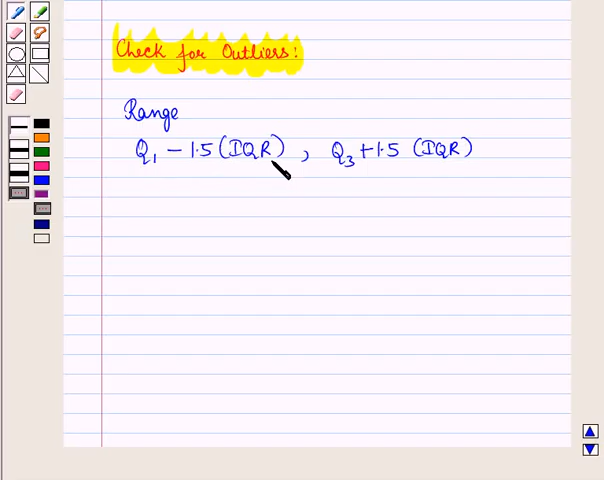 Check for Outliers:
Range
Q₁ - 1.5 (IQR) , Q₃ + 1.5 (IQR)